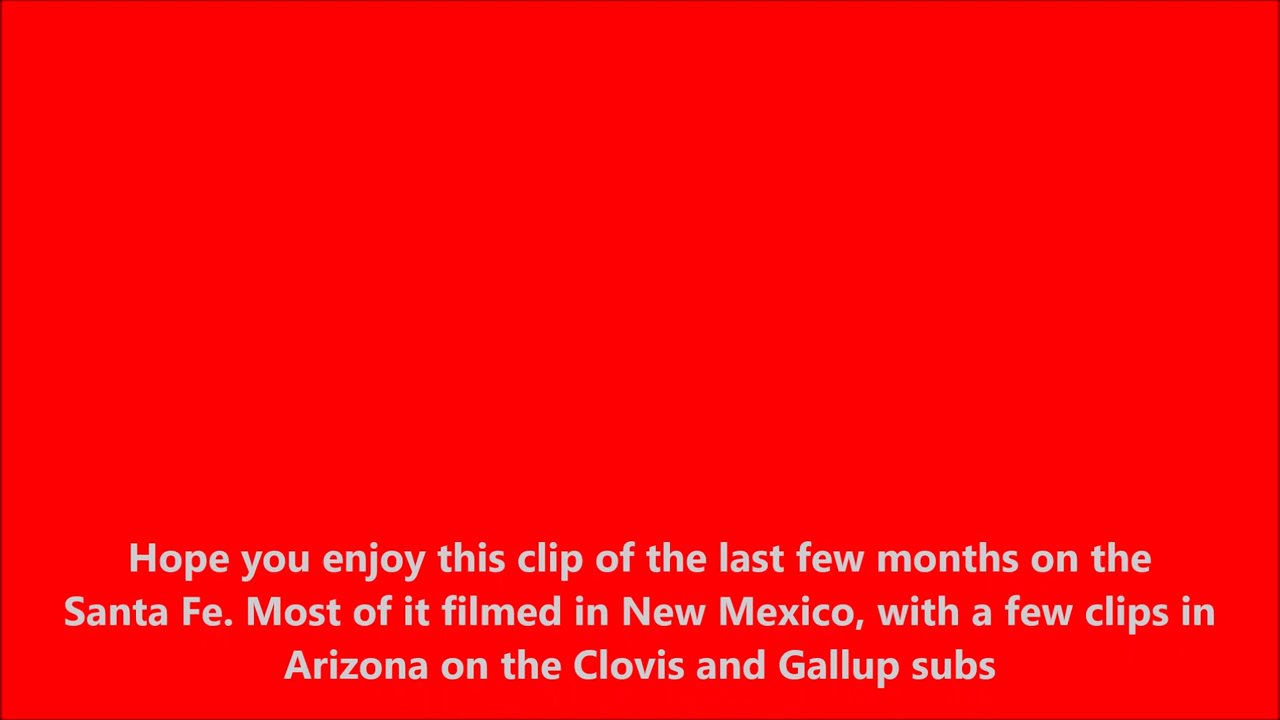 Hope you enjoy this clip of the last few months on the
Santa Fe. Most of it filmed in New Mexico, with a few clips in
Arizona on the Clovis and Gallup subs